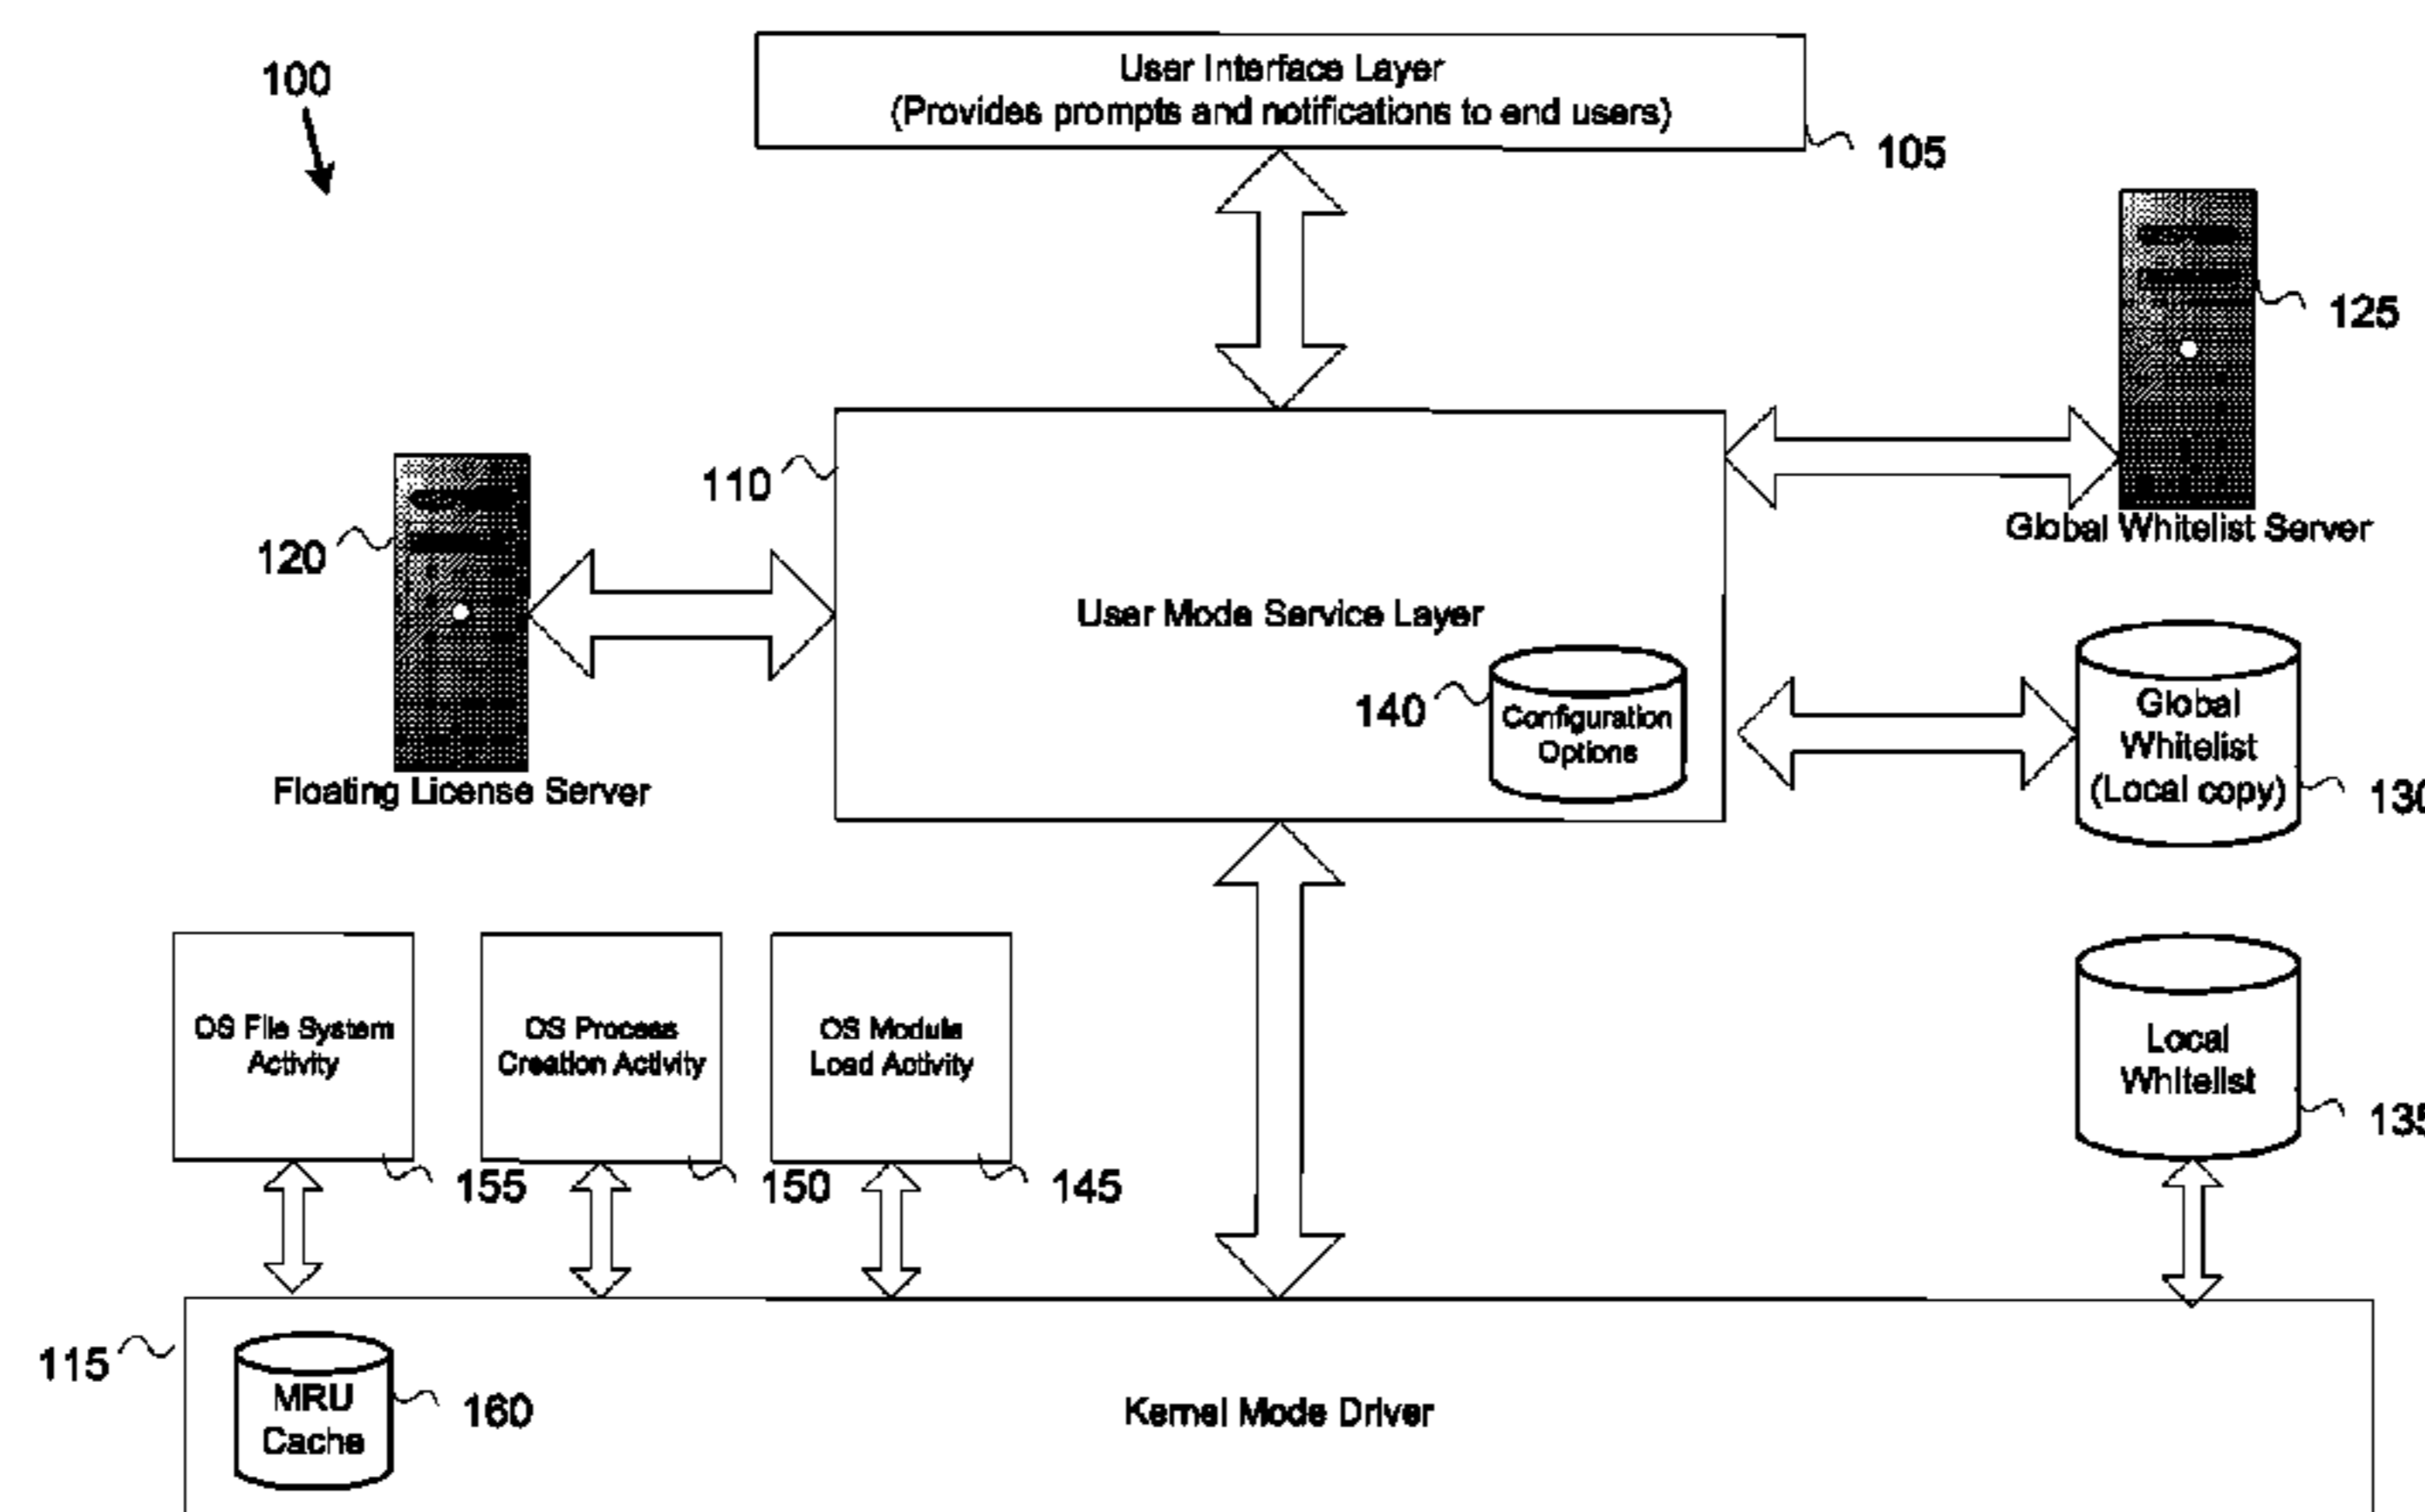 100
User Interface Layer
(Provides prompts and notifications to end users)
105
125
Global Whitelist Server
110
120
User Mode Service Layer
Floating License Server
140
Configuration
Options
Global
Whitelist
(Local copy)
130
OS File System
Activity
155
OS Process
Creation Activity
150
OS Module
Load Activity
145
Local
Whitelist
135
115
MRU
Cache
160
Kernel Mode Driver